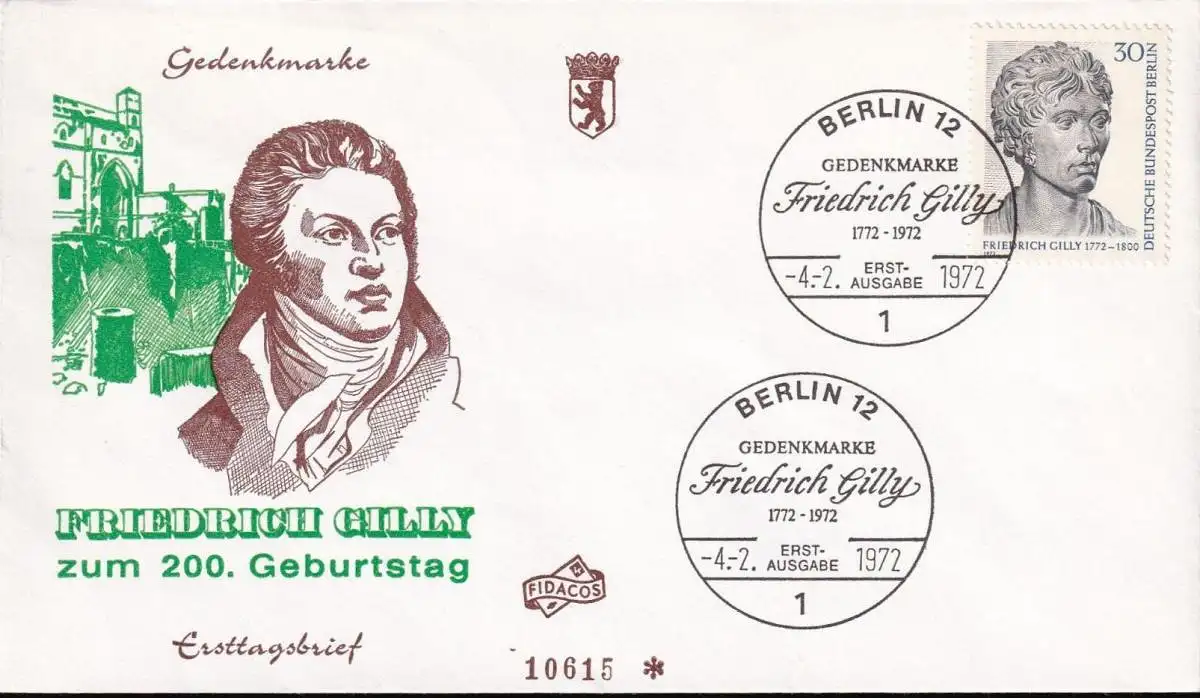 Gedenkmarke
FRIEDRICH GILLY
zum 200. Geburtstag
Ersttagsbrief
FIDACOS
10615 *
30
DEUTSCHE BUNDESPOST BERLIN
FRIEDRICH GILLY 1772-1800
1972
BERLIN 12
GEDENKMARKE
Friedrich Gilly
1772-1972
-4.-2. ERST-AUSGABE 1972
1
BERLIN 12
GEDENKMARKE
Friedrich Gilly
1772-1972
-4.-2. ERST-AUSGABE 1972
1